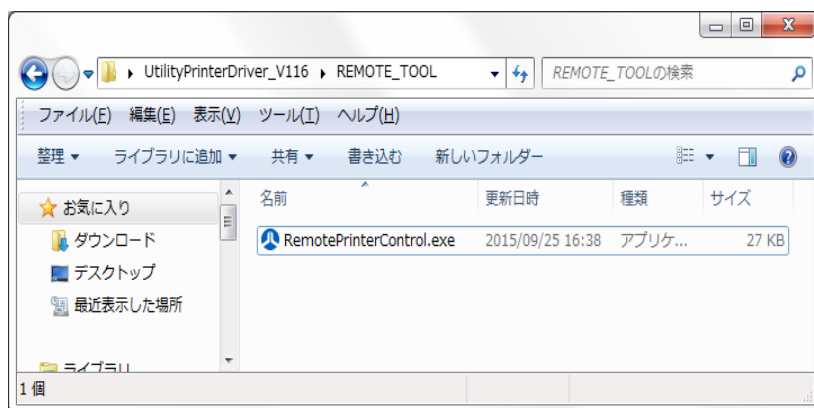 UtilityPrinterDriver_V116 ▸ REMOTE_TOOL REMOTE_TOOLの検索
ファイル(F) 編集(E) 表示(V) ツール(T) ヘルプ(H)
整理 ▼ ライブラリに追加 ▼ 共有 ▼ 書き込む 新しいフォルダー
お気に入り
ダウンロード
デスクトップ
最近表示した場所
ライブラリ
名前 更新日時 種類 サイズ
RemotePrinterControl.exe 2015/09/25 16:38 アプリケ... 27 KB
1 個